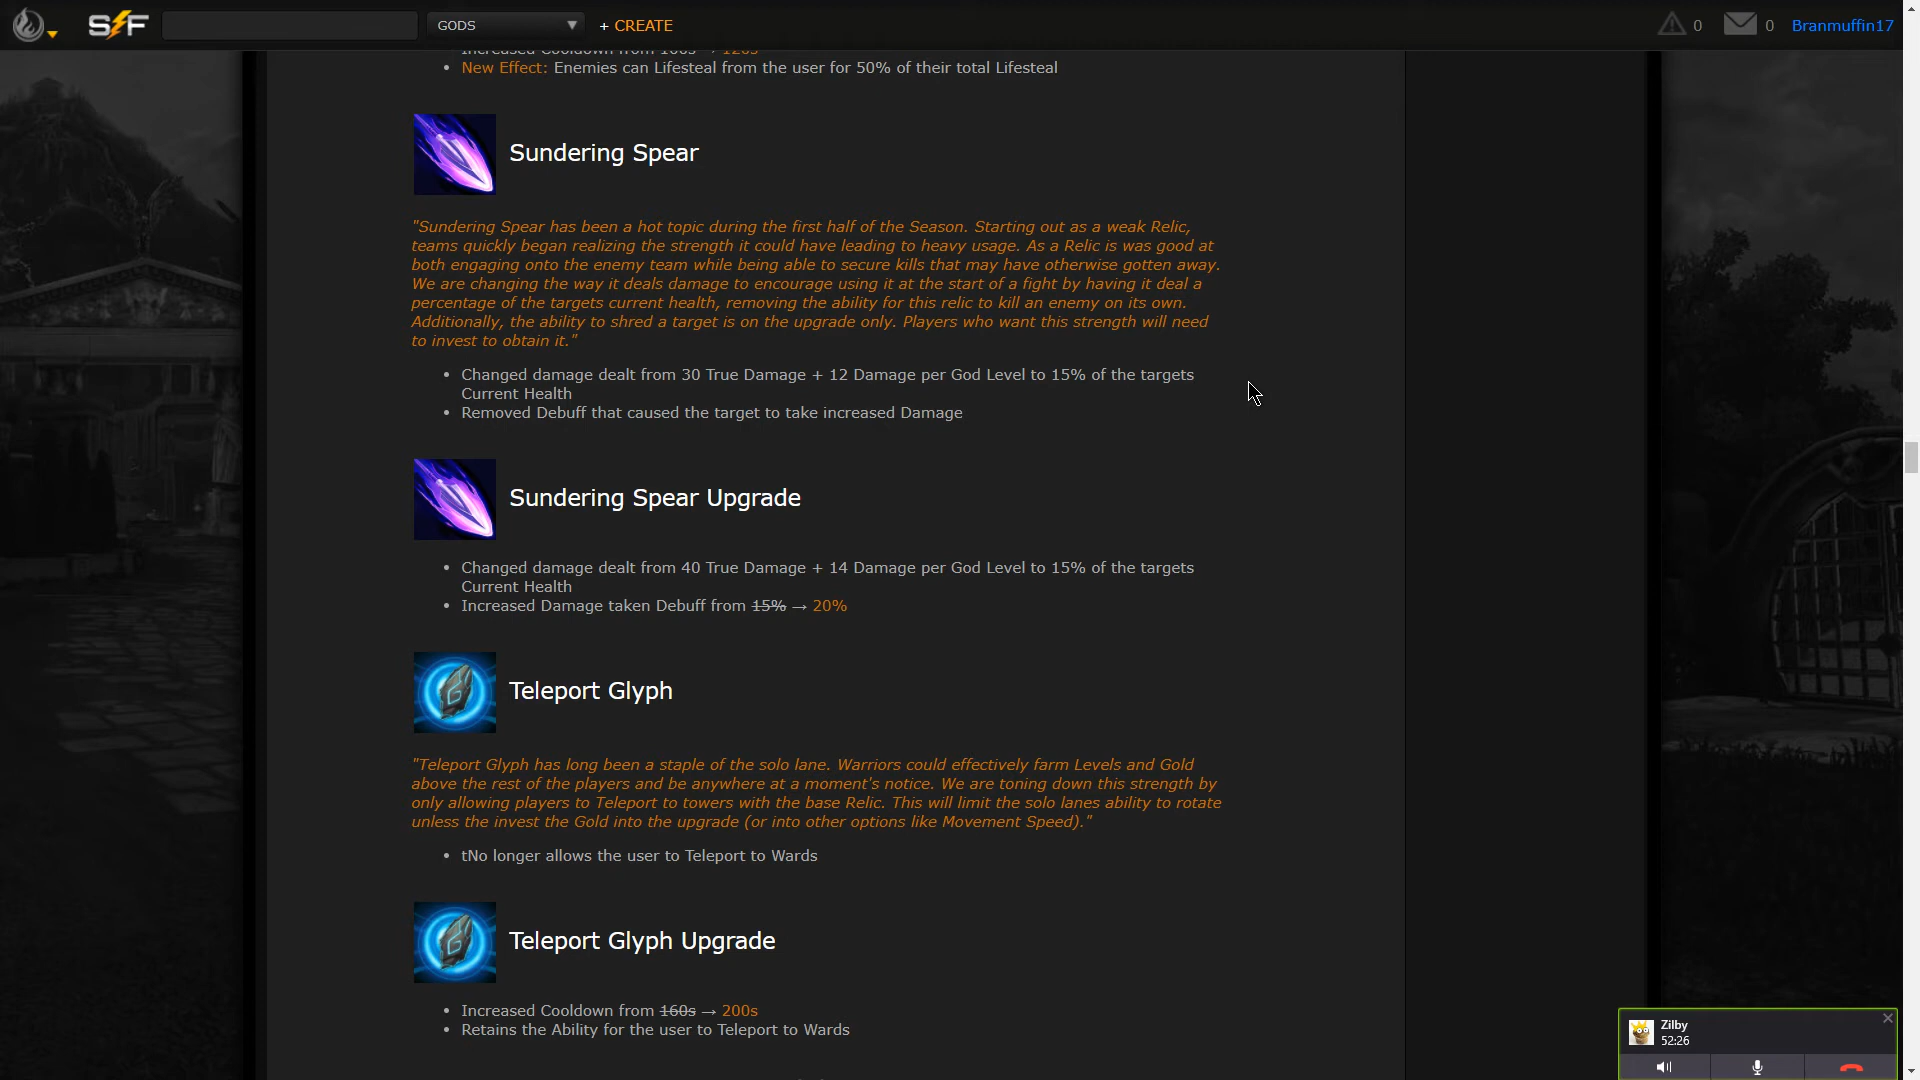 SF
GODS
+ CREATE
0
0
Branmuffin17
Increased Cooldown from 160s → 120s
• New Effect: Enemies can Lifesteal from the user for 50% of their total Lifesteal
Sundering Spear
"Sundering Spear has been a hot topic during the first half of the Season. Starting out as a weak Relic,
teams quickly began realizing the strength it could have leading to heavy usage. As a Relic is was good at
both engaging onto the enemy team while being able to secure kills that may have otherwise gotten away.
We are changing the way it deals damage to encourage using it at the start of a fight by having it deal a
percentage of the targets current health, removing the ability for this relic to kill an enemy on its own.
Additionally, the ability to shred a target is on the upgrade only. Players who want this strength will need
to invest to obtain it."
• Changed damage dealt from 30 True Damage + 12 Damage per God Level to 15% of the targets
Current Health
• Removed Debuff that caused the target to take increased Damage
Sundering Spear Upgrade
• Changed damage dealt from 40 True Damage + 14 Damage per God Level to 15% of the targets
Current Health
• Increased Damage taken Debuff from 15% → 20%
Teleport Glyph
"Teleport Glyph has long been a staple of the solo lane. Warriors could effectively farm Levels and Gold
above the rest of the players and be anywhere at a moment's notice. We are toning down this strength by
only allowing players to Teleport to towers with the base Relic. This will limit the solo lanes ability to rotate
unless the invest the Gold into the upgrade (or into other options like Movement Speed)."
• tNo longer allows the user to Teleport to Wards
Teleport Glyph Upgrade
• Increased Cooldown from 160s → 200s
• Retains the Ability for the user to Teleport to Wards
Zilby
52:26